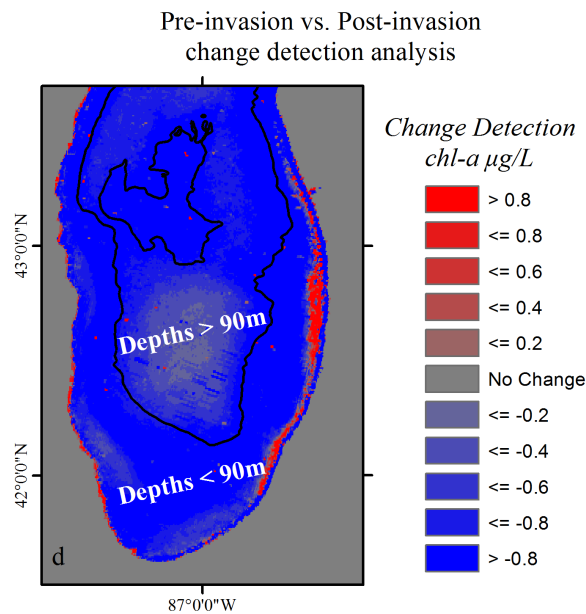 Pre-invasion vs. Post-invasion
change detection analysis
43°0'0"N
42°0'0"N
87°0'0"W
Depths > 90m
Depths < 90m
d
Change Detection
chl-a µg/L
> 0.8
<= 0.8
<= 0.6
<= 0.4
<= 0.2
No Change
<= -0.2
<= -0.4
<= -0.6
<= -0.8
> -0.8